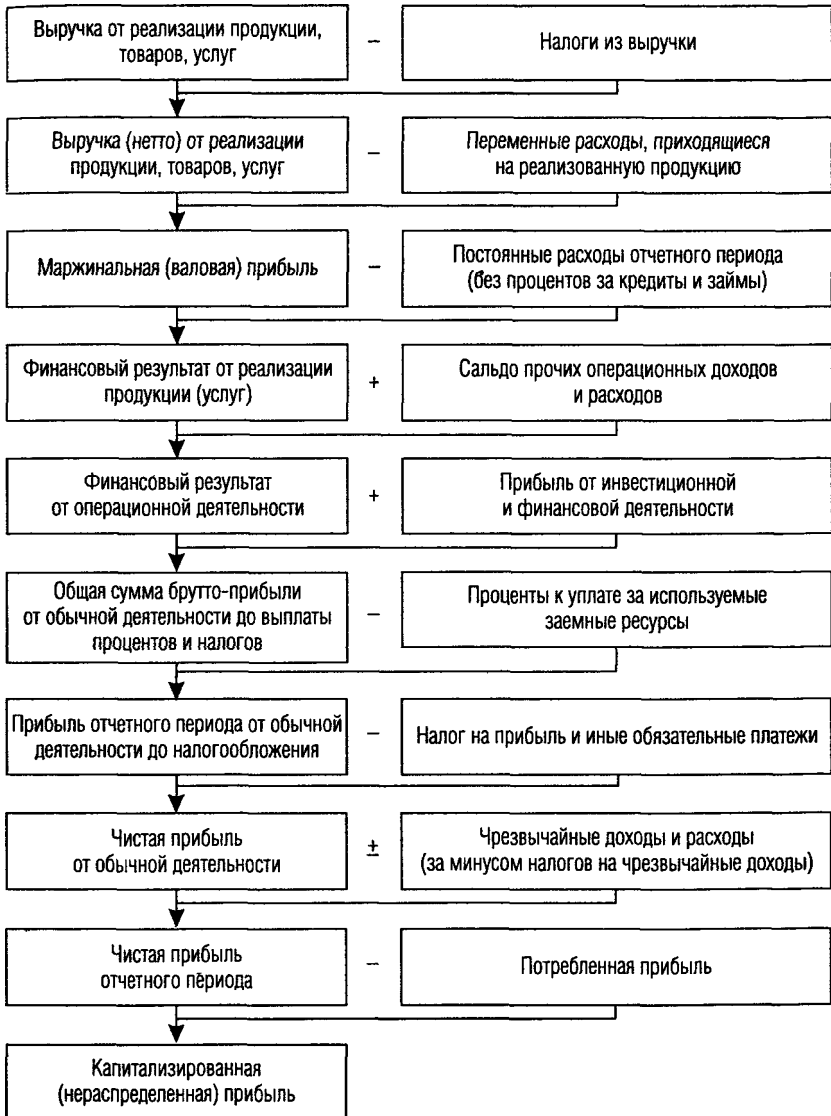 Выручка от реализации продукции,
товаров, услуг
–
Налоги из выручки
Выручка (нетто) от реализации
продукции, товаров, услуг
–
Переменные расходы, приходящиеся
на реализованную продукцию
Маржинальная (валовая) прибыль
–
Постоянные расходы отчетного периода
(без процентов за кредиты и займы)
Финансовый результат от реализации
продукции (услуг)
+
Сальдо прочих операционных доходов
и расходов
Финансовый результат
от операционной деятельности
+
Прибыль от инвестиционной
и финансовой деятельности
Общая сумма брутто-прибыли
от обычной деятельности до выплаты
процентов и налогов
–
Проценты к уплате за используемые
заемные ресурсы
Прибыль отчетного периода от обычной
деятельности до налогообложения
–
Налог на прибыль и иные обязательные платежи
Чистая прибыль
от обычной деятельности
±
Чрезвычайные доходы и расходы
(за минусом налогов на чрезвычайные доходы)
Чистая прибыль
отчетного периода
–
Потребленная прибыль
Капитализированная
(нераспределенная) прибыль